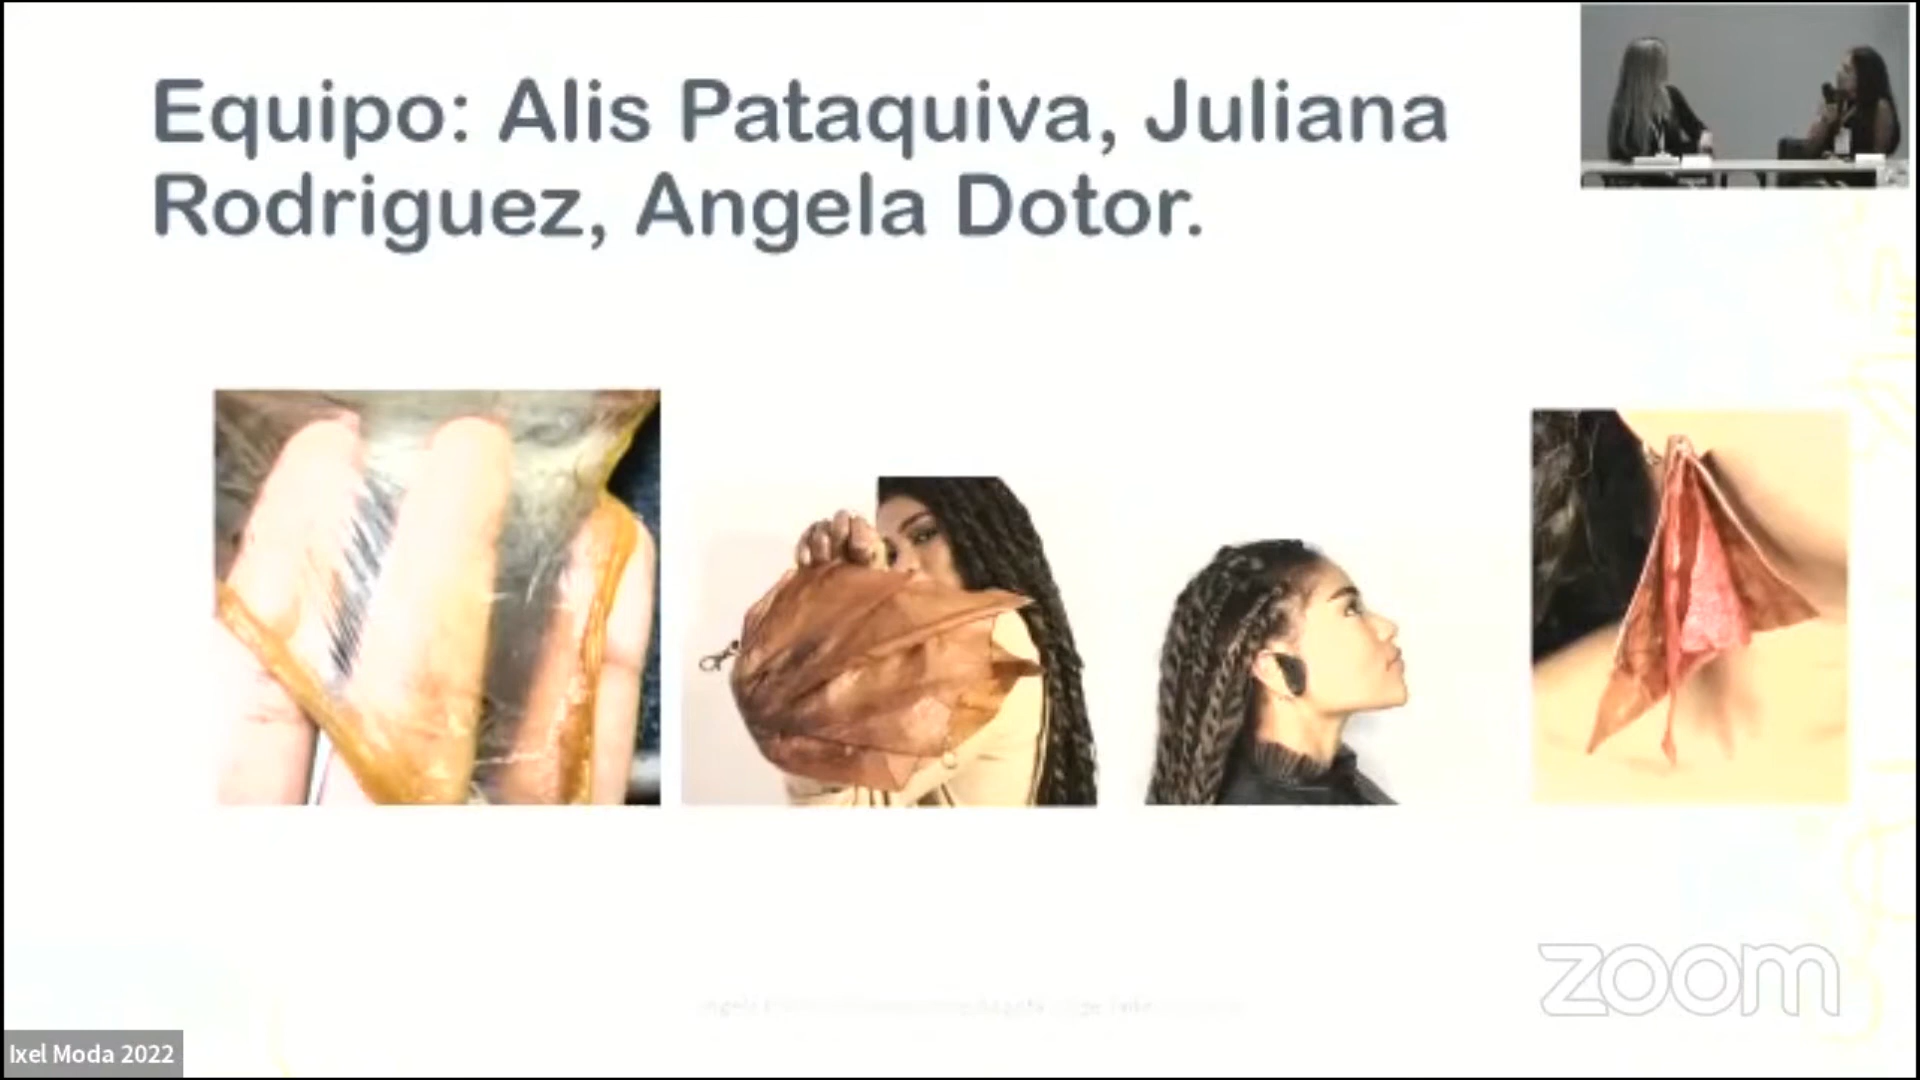 Equipo: Alis Pataquiva, Juliana
Rodriguez, Angela Dotor.
zoom
Ixel Moda 2022